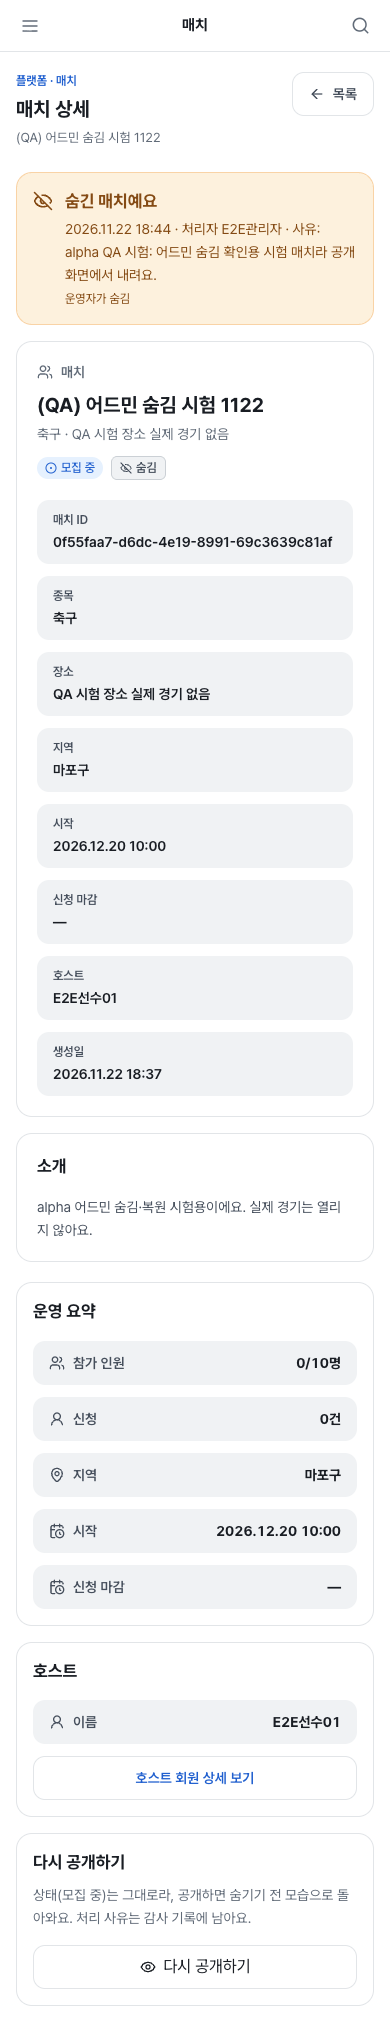 매치
플랫폼 · 매치
매치 상세
(QA) 어드민 숨김 시험 1122
목록
숨긴 매치예요
2026.11.22 18:44 · 처리자 E2E관리자 · 사유:
alpha QA 시험: 어드민 숨김 확인용 시험 매치라 공개
화면에서 내려요.
운영자가 숨김
매치
(QA) 어드민 숨김 시험 1122
축구 · QA 시험 장소 실제 경기 없음
모집 중
숨김
매치 ID
0f55faa7-d6dc-4e19-8991-69c3639c81af
종목
축구
장소
QA 시험 장소 실제 경기 없음
지역
마포구
시작
2026.12.20 10:00
신청 마감
—
호스트
E2E선수01
생성일
2026.11.22 18:37
소개
alpha 어드민 숨김·복원 시험용이에요. 실제 경기는 열리
지 않아요.
운영 요약
참가 인원
0/10명
신청
0건
지역
마포구
시작
2026.12.20 10:00
신청 마감
—
호스트
이름
E2E선수01
호스트 회원 상세 보기
다시 공개하기
상태(모집 중)는 그대로라, 공개하면 숨기기 전 모습으로 돌
아와요. 처리 사유는 감사 기록에 남아요.
다시 공개하기